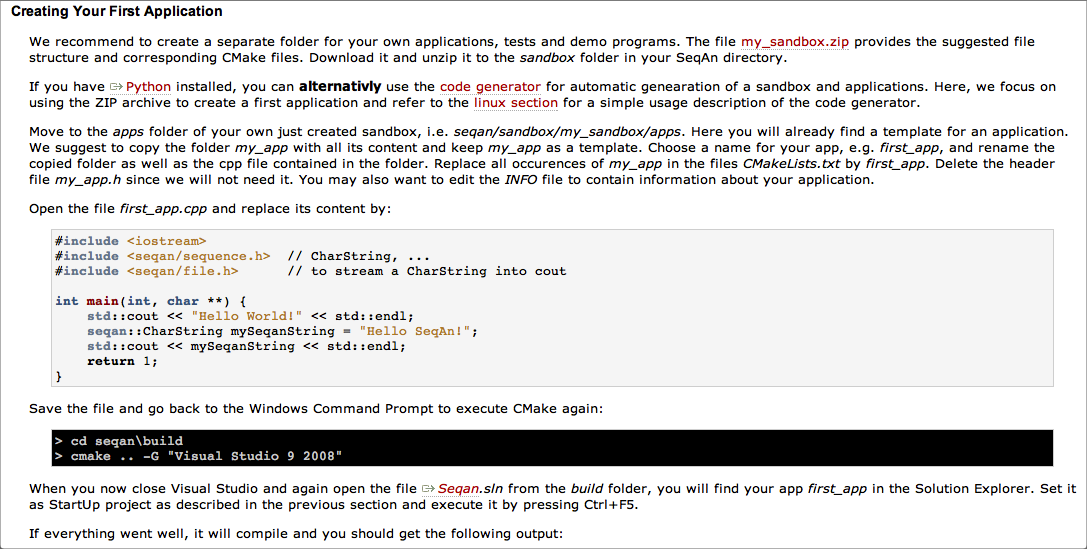 Creating Your First Application
We recommend to create a separate folder for your own applications, tests and demo programs. The file my_sandbox.zip provides the suggested file
structure and corresponding CMake files. Download it and unzip it to the sandbox folder in your SeqAn directory.
If you have Python installed, you can alternativly use the code generator for automatic genearation of a sandbox and applications. Here, we focus on
using the ZIP archive to create a first application and refer to the linux section for a simple usage description of the code generator.
Move to the apps folder of your own just created sandbox, i.e. seqan/sandbox/my_sandbox/apps. Here you will already find a template for an application.
We suggest to copy the folder my_app with all its content and keep my_app as a template. Choose a name for your app, e.g. first_app, and rename the
copied folder as well as the cpp file contained in the folder. Replace all occurences of my_app in the files CMakeLists.txt by first_app. Delete the header
file my_app.h since we will not need it. You may also want to edit the INFO file to contain information about your application.
Open the file first_app.cpp and replace its content by:
#include <iostream>
#include <seqan/sequence.h>  // CharString, ...
#include <seqan/file.h>      // to stream a CharString into cout
int main(int, char **) {
    std::cout << "Hello World!" << std::endl;
    seqan::CharString mySeqanString = "Hello SeqAn!";
    std::cout << mySeqanString << std::endl;
    return 1;
}
Save the file and go back to the Windows Command Prompt to execute CMake again:
> cd seqan\build
> cmake .. -G "Visual Studio 9 2008"
When you now close Visual Studio and again open the file Seqan.sln from the build folder, you will find your app first_app in the Solution Explorer. Set it
as StartUp project as described in the previous section and execute it by pressing Ctrl+F5.
If everything went well, it will compile and you should get the following output: